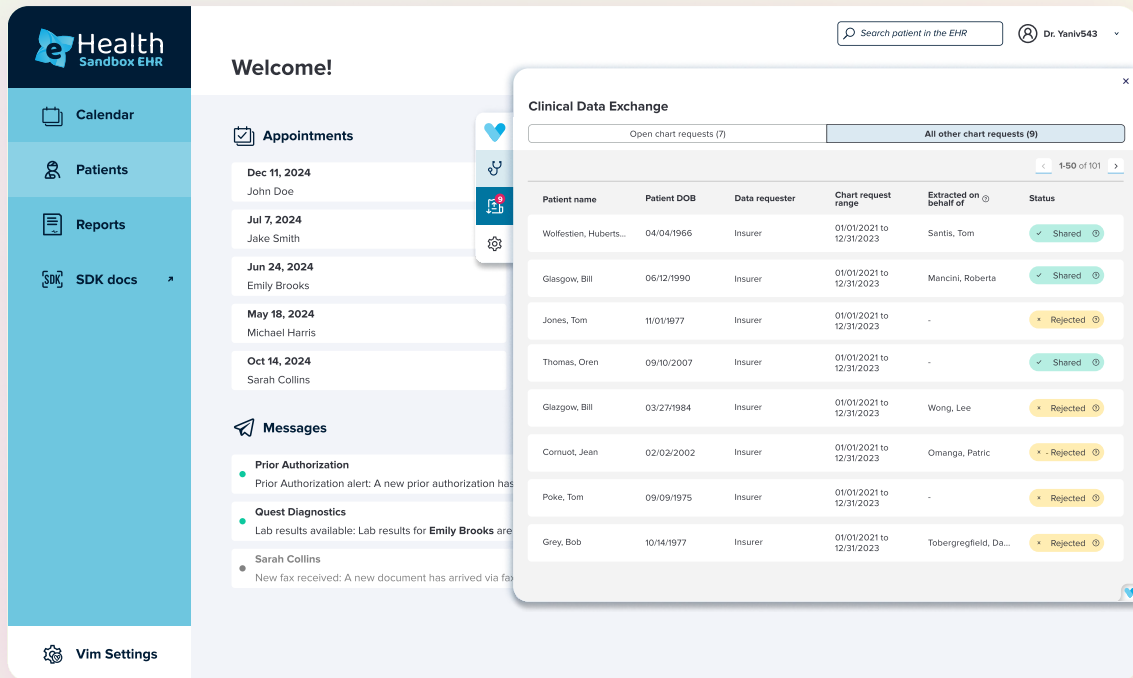 e Health
Sandbox EHR
Calendar
Patients
Reports
SDK
SDK docs
Vim Settings
Welcome!
Search patient in the EHR
Dr. Yaniv543
Appointments
Dec 11, 2024
John Doe
Jul 7, 2024
Jake Smith
Jun 24, 2024
Emily Brooks
May 18, 2024
Michael Harris
Oct 14, 2024
Sarah Collins
Messages
Prior Authorization
Prior Authorization alert: A new prior authorization has
Quest Diagnostics
Lab results available: Lab results for Emily Brooks are
Sarah Collins
New fax received: A new document has arrived via fax
9
Clinical Data Exchange
Open chart requests (7)
All other chart requests (9)
1-50 of 101
Patient name Patient DOB Data requester Chart request range Extracted on behalf of Status
Wolfestien, Huberts... 04/04/1966 Insurer 01/01/2021 to 12/31/2023 Santis, Tom Shared
Glasgow, Bill 06/12/1990 Insurer 01/01/2021 to 12/31/2023 Mancini, Roberta Shared
Jones, Tom 11/01/1977 Insurer 01/01/2021 to 12/31/2023 - Rejected
Thomas, Oren 09/10/2007 Insurer 01/01/2021 to 12/31/2023 - Shared
Glazgow, Bill 03/27/1984 Insurer 01/01/2021 to 12/31/2023 Wong, Lee Rejected
Cornuot, Jean 02/02/2002 Insurer 01/01/2021 to 12/31/2023 Omanga, Patric - Rejected
Poke, Tom 09/09/1975 Insurer 01/01/2021 to 12/31/2023 - Rejected
Grey, Bob 10/14/1977 Insurer 01/01/2021 to 12/31/2023 Tobergregfield, Da... Rejected